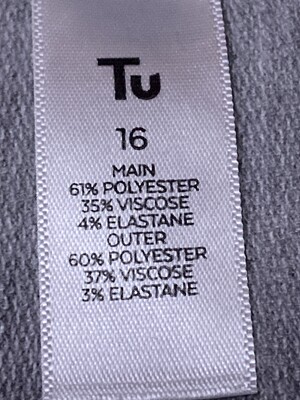 Tu
16
MAIN
61% POLYESTER
35% VISCOSE
4% ELASTANE
OUTER
60% POLYESTER
37% VISCOSE
3% ELASTANE